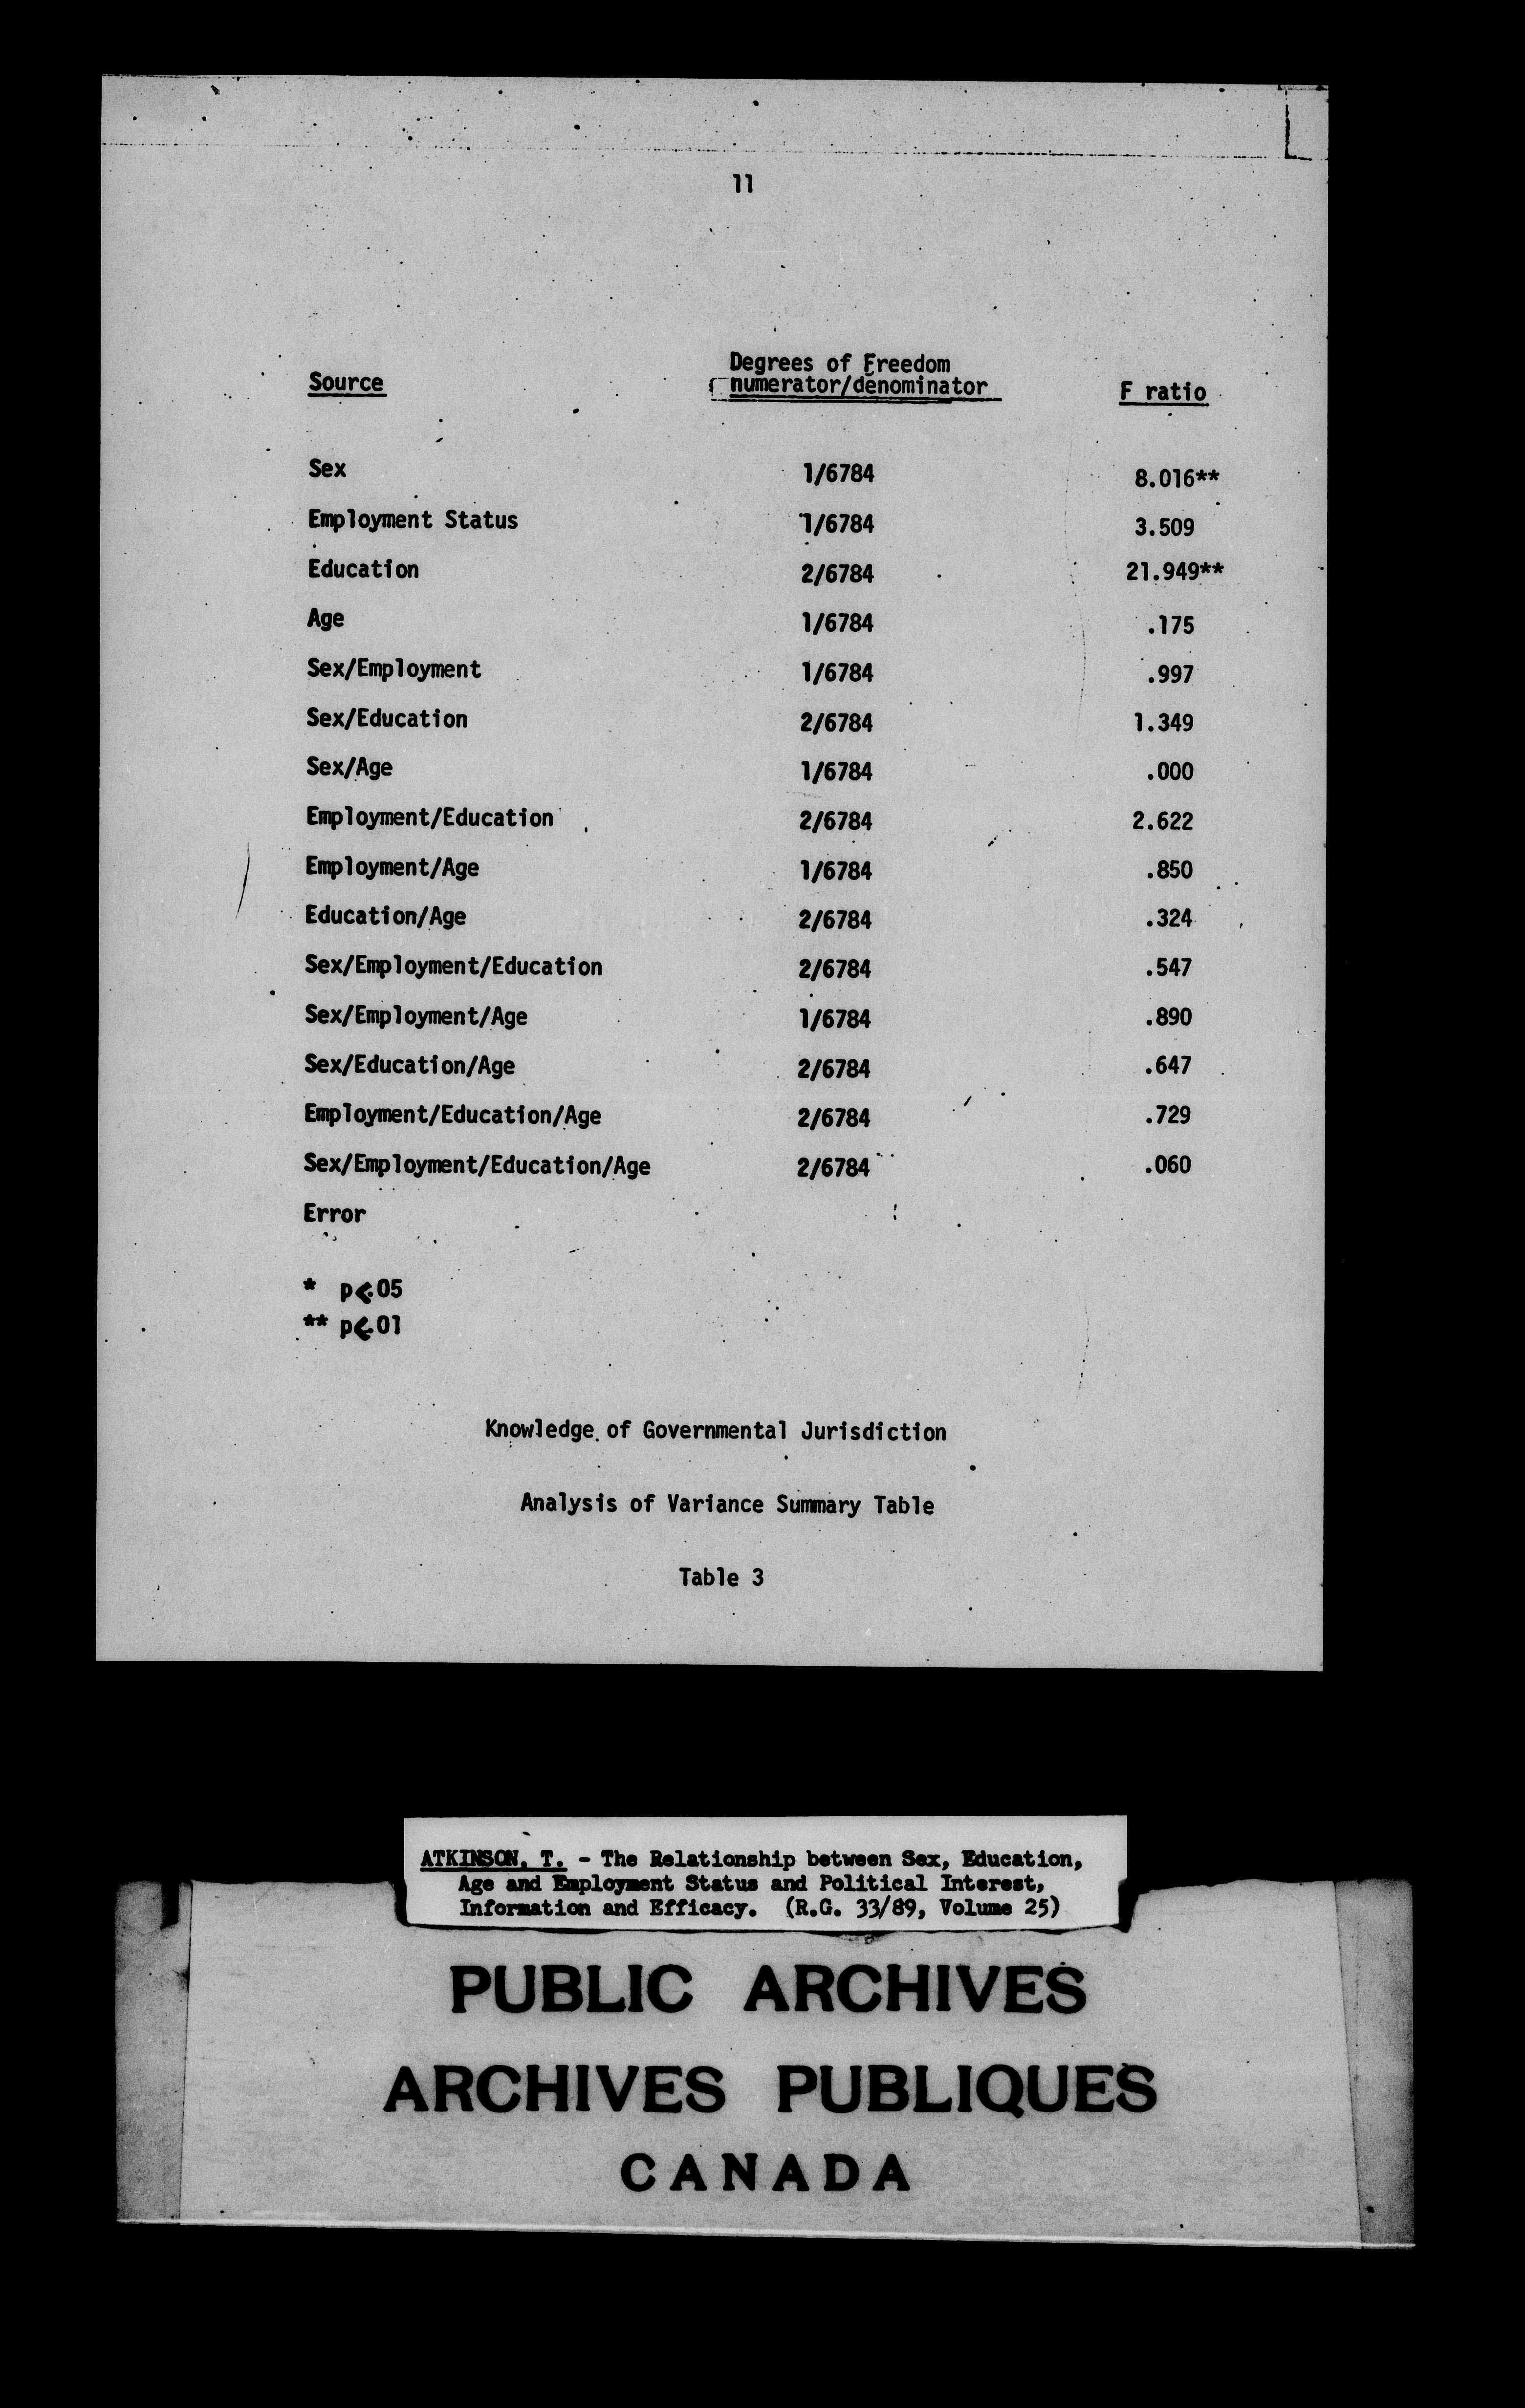 11
Source Degrees of Freedom numerator/denominator F ratio
Sex 1/6784 8.016**
Employment Status 1/6784 3.509
Education 2/6784 21.949**
Age 1/6784 .175
Sex/Employment 1/6784 .997
Sex/Education 2/6784 1.349
Sex/Age 1/6784 .000
Employment/Education 2/6784 2.622
Employment/Age 1/6784 .850
Education/Age 2/6784 .324
Sex/Employment/Education 2/6784 .547
Sex/Employment/Age 1/6784 .890
Sex/Education/Age 2/6784 .647
Employment/Education/Age 2/6784 .729
Sex/Employment/Education/Age 2/6784 .060
Error
* p<.05
** p<.01
Knowledge of Governmental Jurisdiction
Analysis of Variance Summary Table
Table 3
ATKINSON, T. - The Relationship between Sex, Education,
Age and Employment Status and Political Interest,
Information and Efficacy. (R.G. 33/89, Volume 25)
PUBLIC ARCHIVES
ARCHIVES PUBLIQUES
CANADA